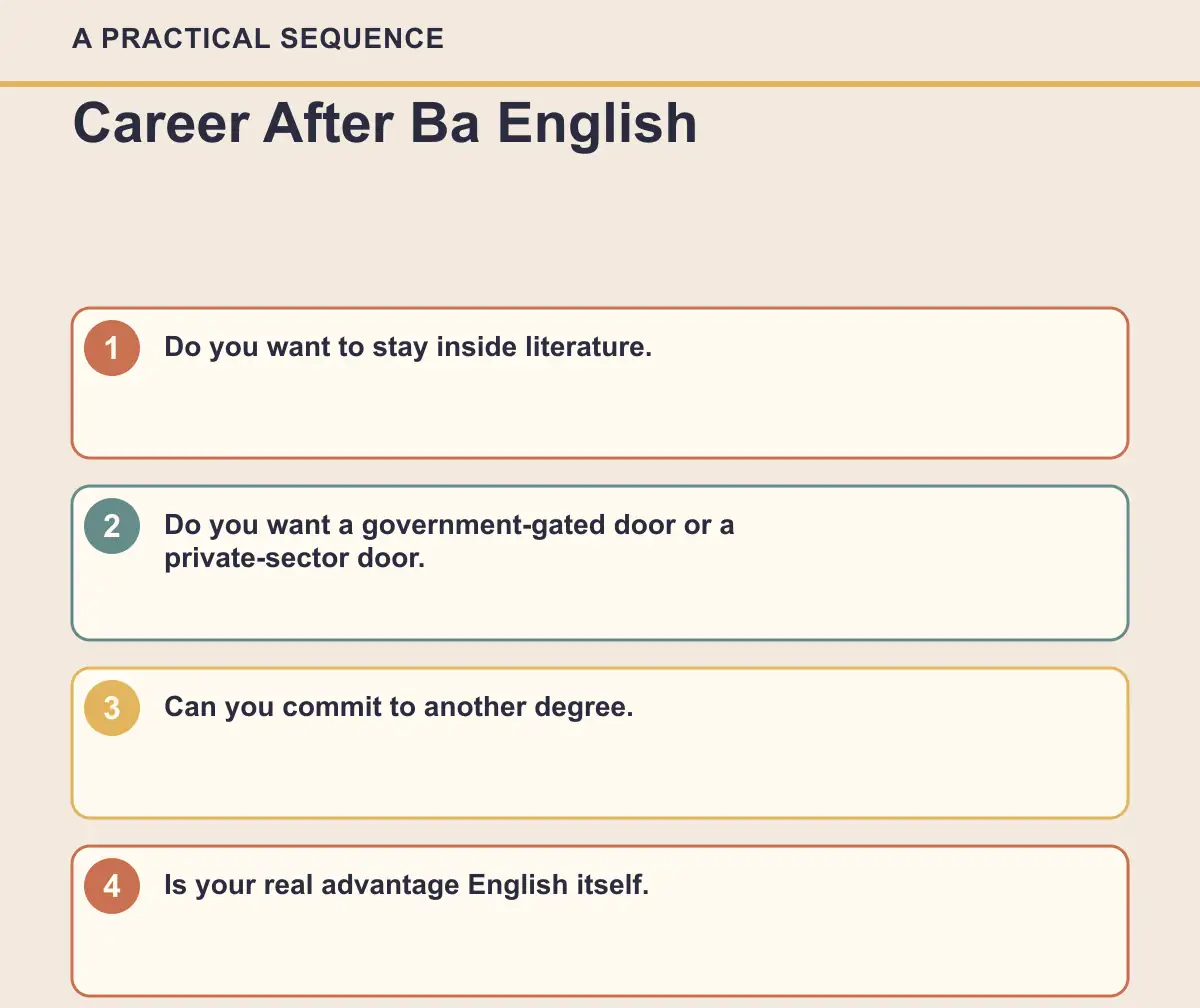 A PRACTICAL SEQUENCE
Career After Ba English
1
Do you want to stay inside literature.
2
Do you want a government-gated door or a
private-sector door.
3
Can you commit to another degree.
4
Is your real advantage English itself.